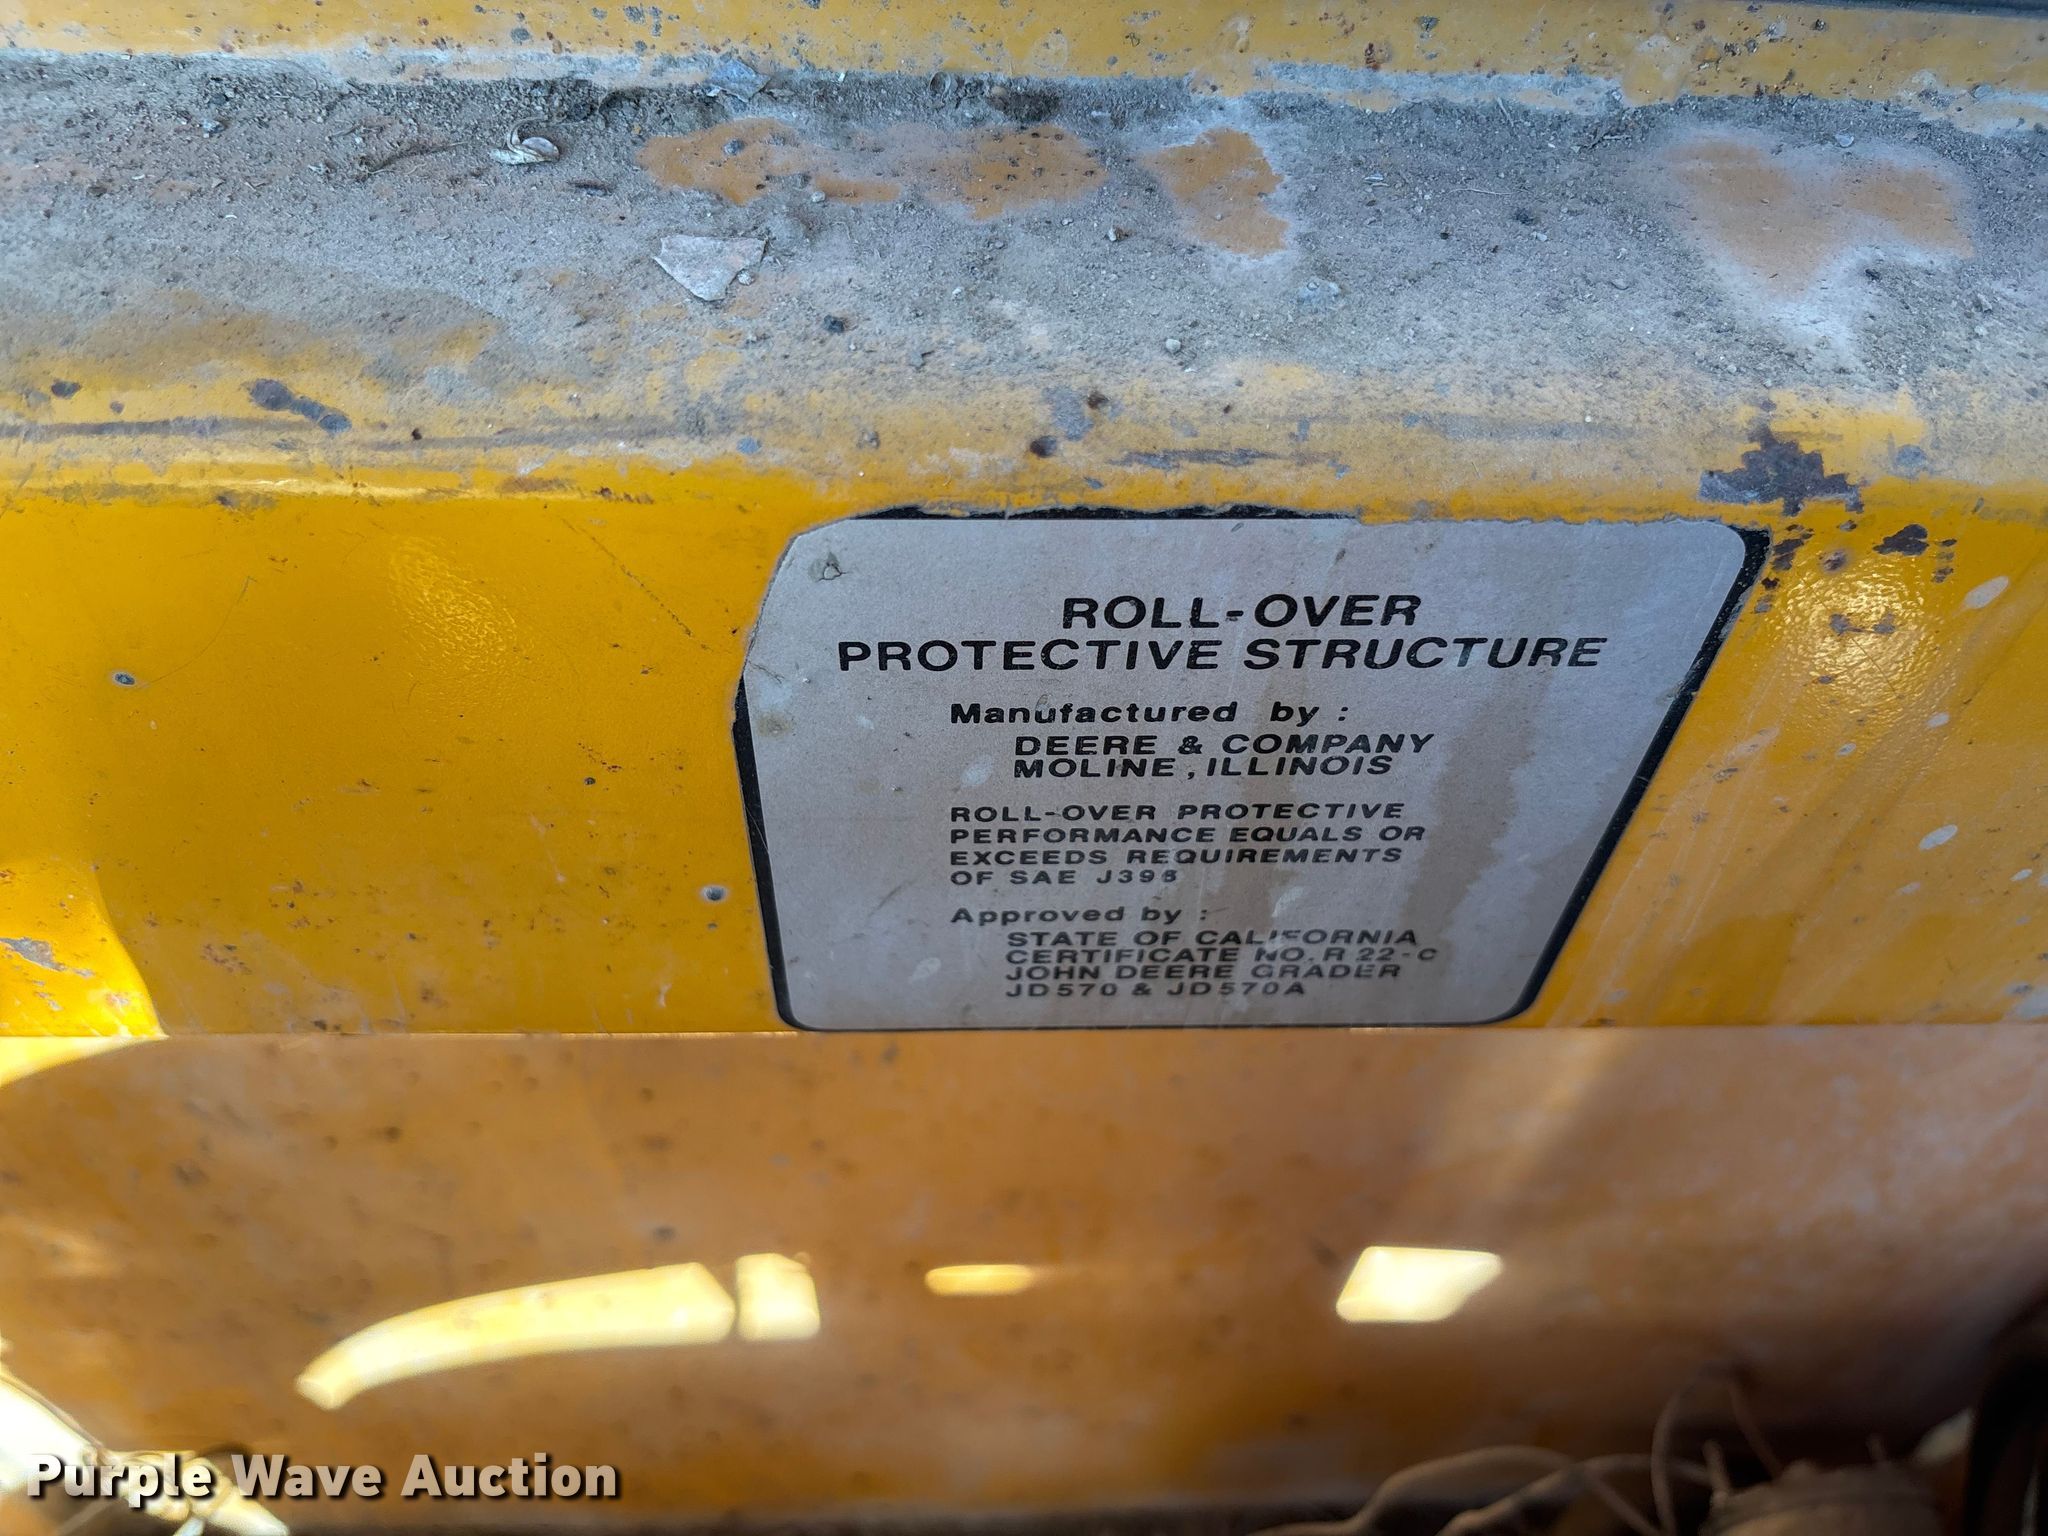 ROLL-OVER
PROTECTIVE STRUCTURE
Manufactured by :
DEERE & COMPANY
MOLINE, ILLINOIS
ROLL-OVER PROTECTIVE
PERFORMANCE EQUALS OR
EXCEEDS REQUIREMENTS
OF SAE J396
Approved by :
STATE OF CALIFORNIA
CERTIFICATE NO. R 22-C
JOHN DEERE GRADER
JD570 & JD570A
Purple Wave Auction